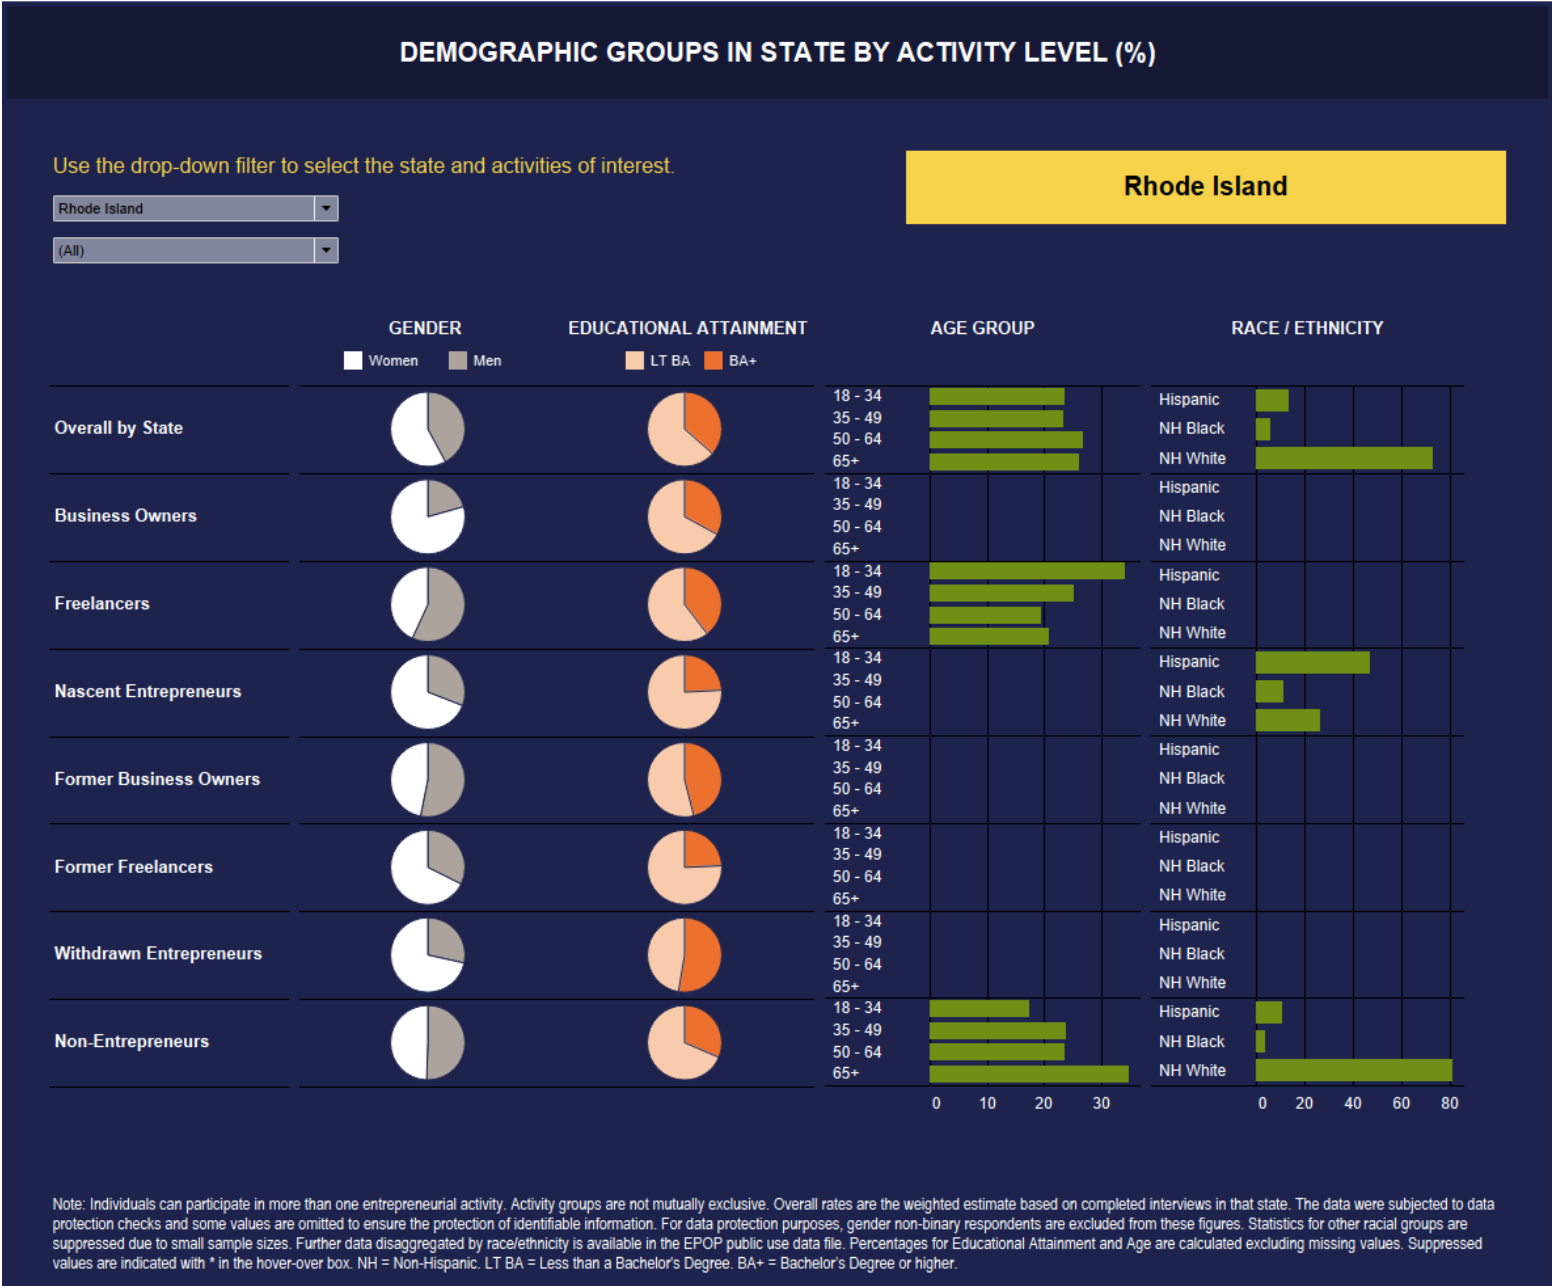 DEMOGRAPHIC GROUPS IN STATE BY ACTIVITY LEVEL (%)
Use the drop-down filter to select the state and activities of interest.
Rhode Island
Rhode Island
(All)
GENDER
EDUCATIONAL ATTAINMENT
AGE GROUP
RACE / ETHNICITY
Women
Men
LT BA
BA+
Overall by State
18 - 34
35 - 49
50 - 64
65+
Hispanic
NH Black
NH White
Business Owners
18 - 34
35 - 49
50 - 64
65+
Hispanic
NH Black
NH White
Freelancers
18 - 34
35 - 49
50 - 64
65+
Hispanic
NH Black
NH White
Nascent Entrepreneurs
18 - 34
35 - 49
50 - 64
65+
Hispanic
NH Black
NH White
Former Business Owners
18 - 34
35 - 49
50 - 64
65+
Hispanic
NH Black
NH White
Former Freelancers
18 - 34
35 - 49
50 - 64
65+
Hispanic
NH Black
NH White
Withdrawn Entrepreneurs
18 - 34
35 - 49
50 - 64
65+
Hispanic
NH Black
NH White
Non-Entrepreneurs
18 - 34
35 - 49
50 - 64
65+
Hispanic
NH Black
NH White
0 10 20 30
0 20 40 60 80
Note: Individuals can participate in more than one entrepreneurial activity. Activity groups are not mutually exclusive. Overall rates are the weighted estimate based on completed interviews in that state. The data were subjected to data
protection checks and some values are omitted to ensure the protection of identifiable information. For data protection purposes, gender non-binary respondents are excluded from these figures. Statistics for other racial groups are
suppressed due to small sample sizes. Further data disaggregated by race/ethnicity is available in the EPOP public use data file. Percentages for Educational Attainment and Age are calculated excluding missing values. Suppressed
values are indicated with * in the hover-over box. NH = Non-Hispanic. LT BA = Less than a Bachelor's Degree. BA+ = Bachelor's Degree or higher.